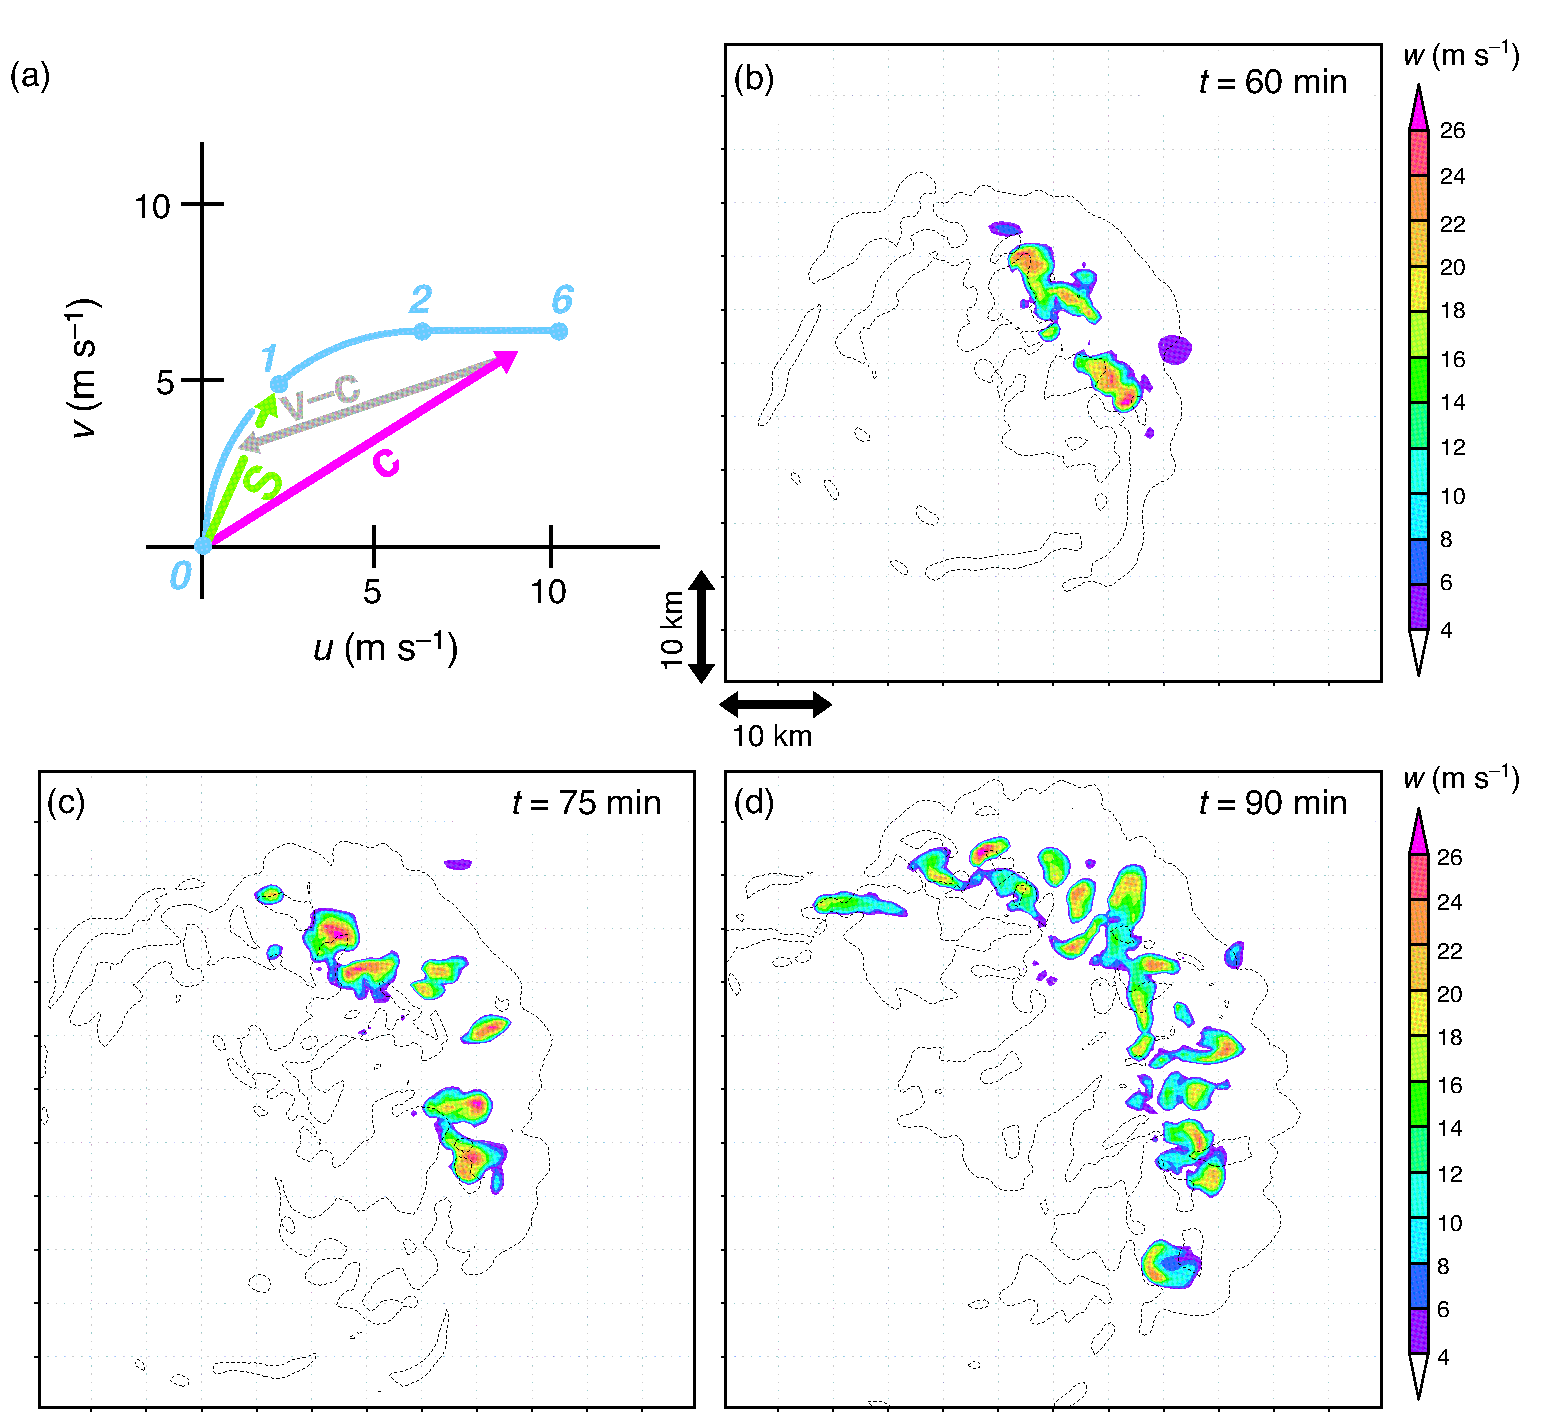 (a)
10
5
v (m s⁻¹)
0
1
2
6
v–c
S
c
5
10
u (m s⁻¹)
(b)
t = 60 min
10 km
10 km
w (m s⁻¹)
26
24
22
20
18
16
14
12
10
8
6
4
(c)
t = 75 min
(d)
t = 90 min
w (m s⁻¹)
26
24
22
20
18
16
14
12
10
8
6
4